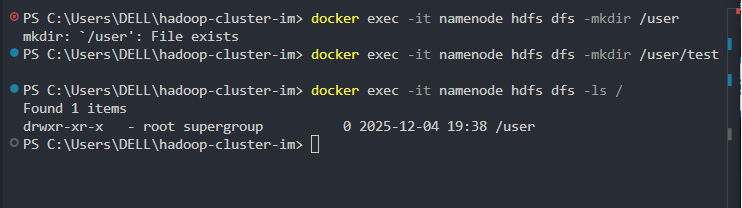 PS C:\Users\DELL\hadoop-cluster-im> docker exec -it namenode hdfs dfs -mkdir /user
mkdir: `/user': File exists
PS C:\Users\DELL\hadoop-cluster-im> docker exec -it namenode hdfs dfs -mkdir /user/test
PS C:\Users\DELL\hadoop-cluster-im> docker exec -it namenode hdfs dfs -ls /
Found 1 items
drwxr-xr-x   - root supergroup          0 2025-12-04 19:38 /user
PS C:\Users\DELL\hadoop-cluster-im>